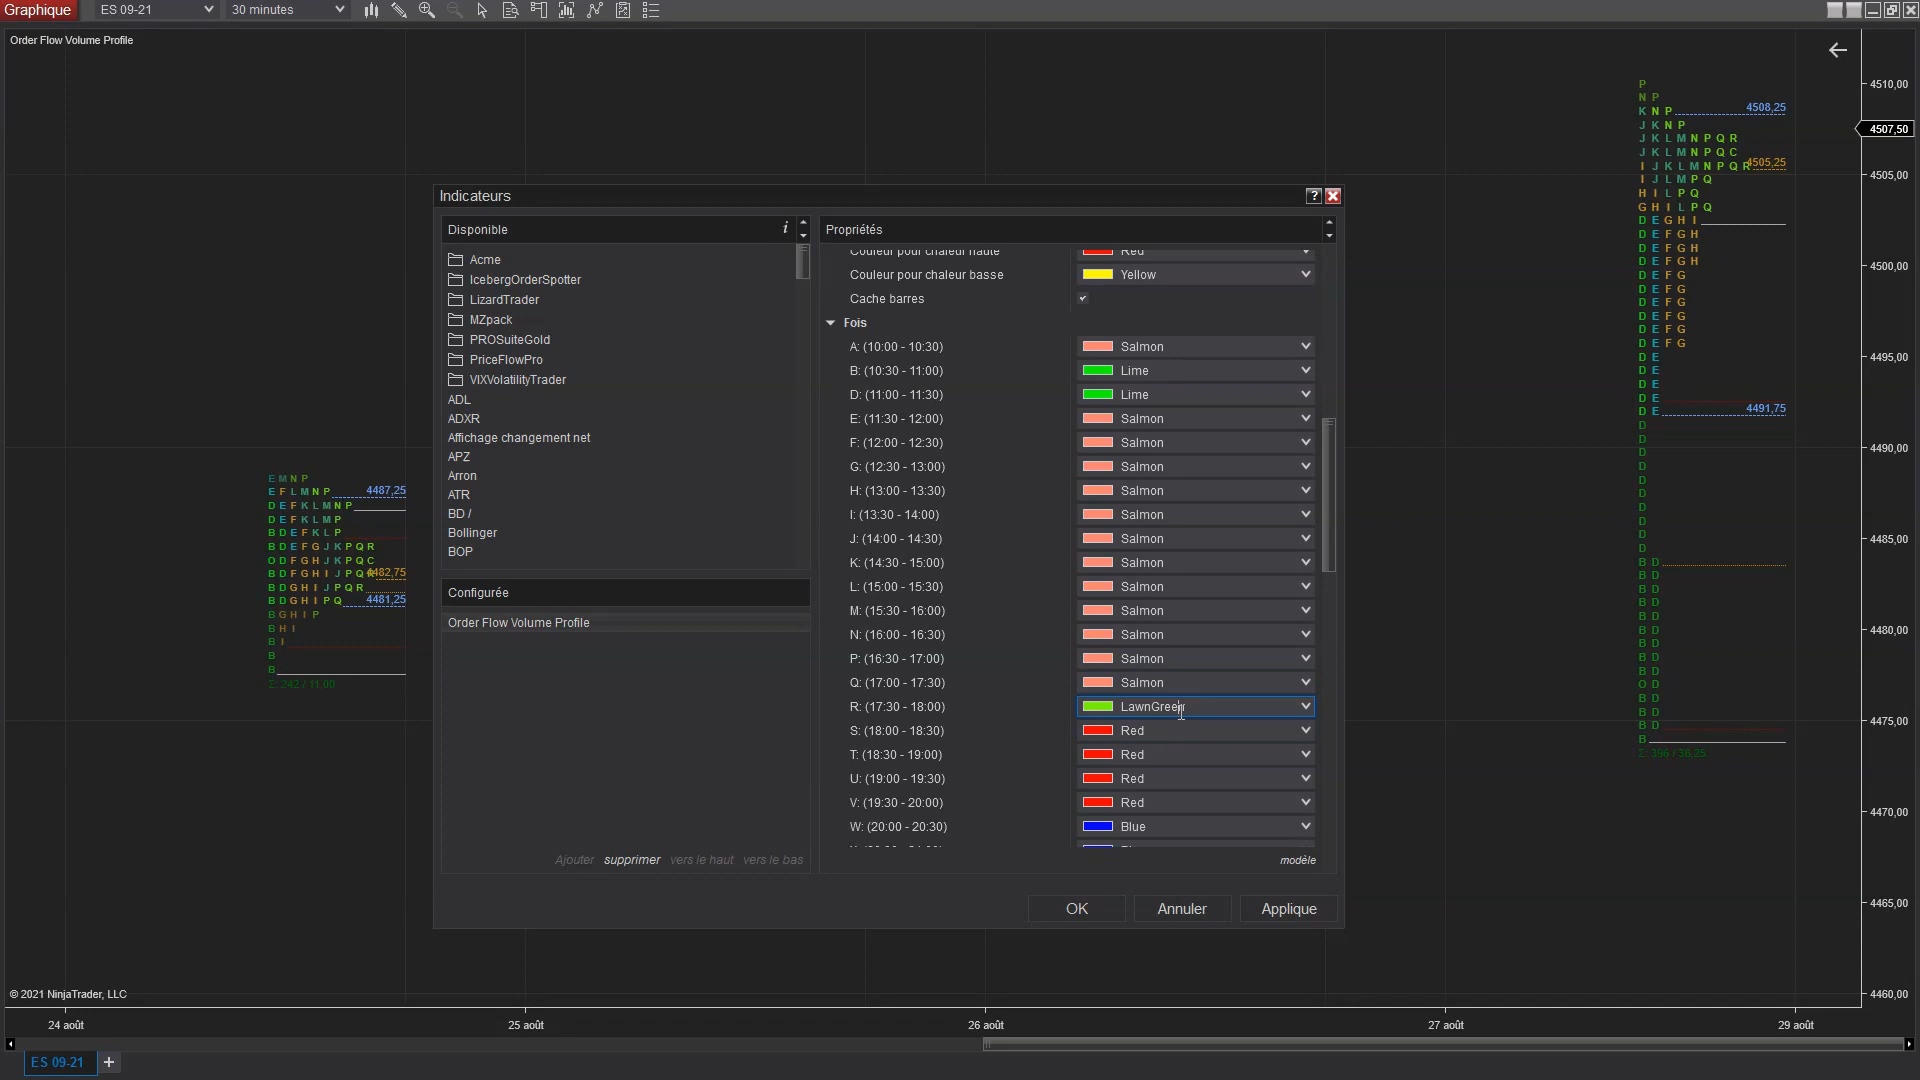 Graphique ES 09-21 30 minutes
Order Flow Volume Profile
Indicateurs ?
Disponible i
Acme
IcebergOrderSpotter
LizardTrader
MZpack
PROSuiteGold
PriceFlowPro
VIXVolatilityTrader
ADL
ADXR
Affichage changement net
APZ
Arron
ATR
BD /
Bollinger
BOP
Configurée
Order Flow Volume Profile
Ajouter supprimer vers le haut vers le bas
Propriétés
Couleur pour chaleur haute Red
Couleur pour chaleur basse Yellow
Cache barres
Fois
A: (10:00 - 10:30) Salmon
B: (10:30 - 11:00) Lime
D: (11:00 - 11:30) Lime
E: (11:30 - 12:00) Salmon
F: (12:00 - 12:30) Salmon
G: (12:30 - 13:00) Salmon
H: (13:00 - 13:30) Salmon
I: (13:30 - 14:00) Salmon
J: (14:00 - 14:30) Salmon
K: (14:30 - 15:00) Salmon
L: (15:00 - 15:30) Salmon
M: (15:30 - 16:00) Salmon
N: (16:00 - 16:30) Salmon
P: (16:30 - 17:00) Salmon
Q: (17:00 - 17:30) Salmon
R: (17:30 - 18:00) LawnGreen
S: (18:00 - 18:30) Red
T: (18:30 - 19:00) Red
U: (19:00 - 19:30) Red
V: (19:30 - 20:00) Red
W: (20:00 - 20:30) Blue
modèle
OK Annuler Applique
E M N P
E F L M N P 4487,25
D E F K L M N P
D E F K L M P
B D E F K L P
B D E F G J K P Q R
O D F G H J K P Q C
B D F G H I J P Q R 4482,75
B D G H I J P Q R
B D G H I P Q 4481,25
B G H I P
B H I
B I
B
B
Σ: 242 / 11,00
P
N P
K N P 4508,25
J K N P
J K L M N P Q R
J K L M N P Q C
I J K L M N P Q R 4505,25
I J L M P Q
H I L P Q
G H I L P Q
D E G H I
D E F G H
D E F G H
D E F G H
D E F G
D E F G
D E F G
D E F G
D E F G
D E F G
D E
D E
D E
D E
D E 4491,75
D
D
D
D
D
D
D
D
D
D
B D
B D
B D
B D
B D
B D
B D
B D
B D
O D
B D
B D
B D
B
Σ: 396 / 36,25
4510,00
4507,50
4505,00
4500,00
4495,00
4490,00
4485,00
4480,00
4475,00
4470,00
4465,00
4460,00
© 2021 NinjaTrader, LLC
24 août 25 août 26 août 27 août 29 août
ES 09-21 +